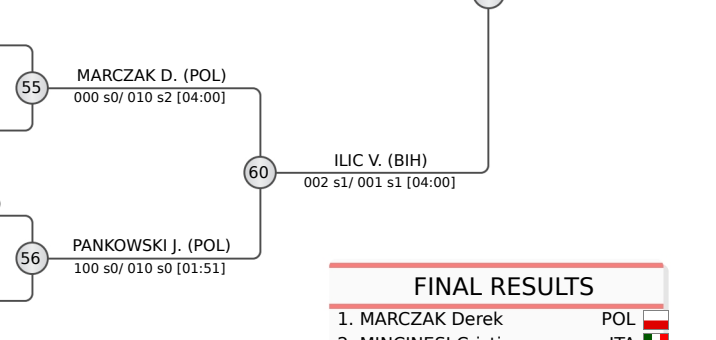 55
MARCZAK D. (POL)
000 s0/ 010 s2 [04:00]
60
ILIC V. (BIH)
002 s1/ 001 s1 [04:00]
56
PANKOWSKI J. (POL)
100 s0/ 010 s0 [01:51]
FINAL RESULTS
1. MARCZAK Derek POL